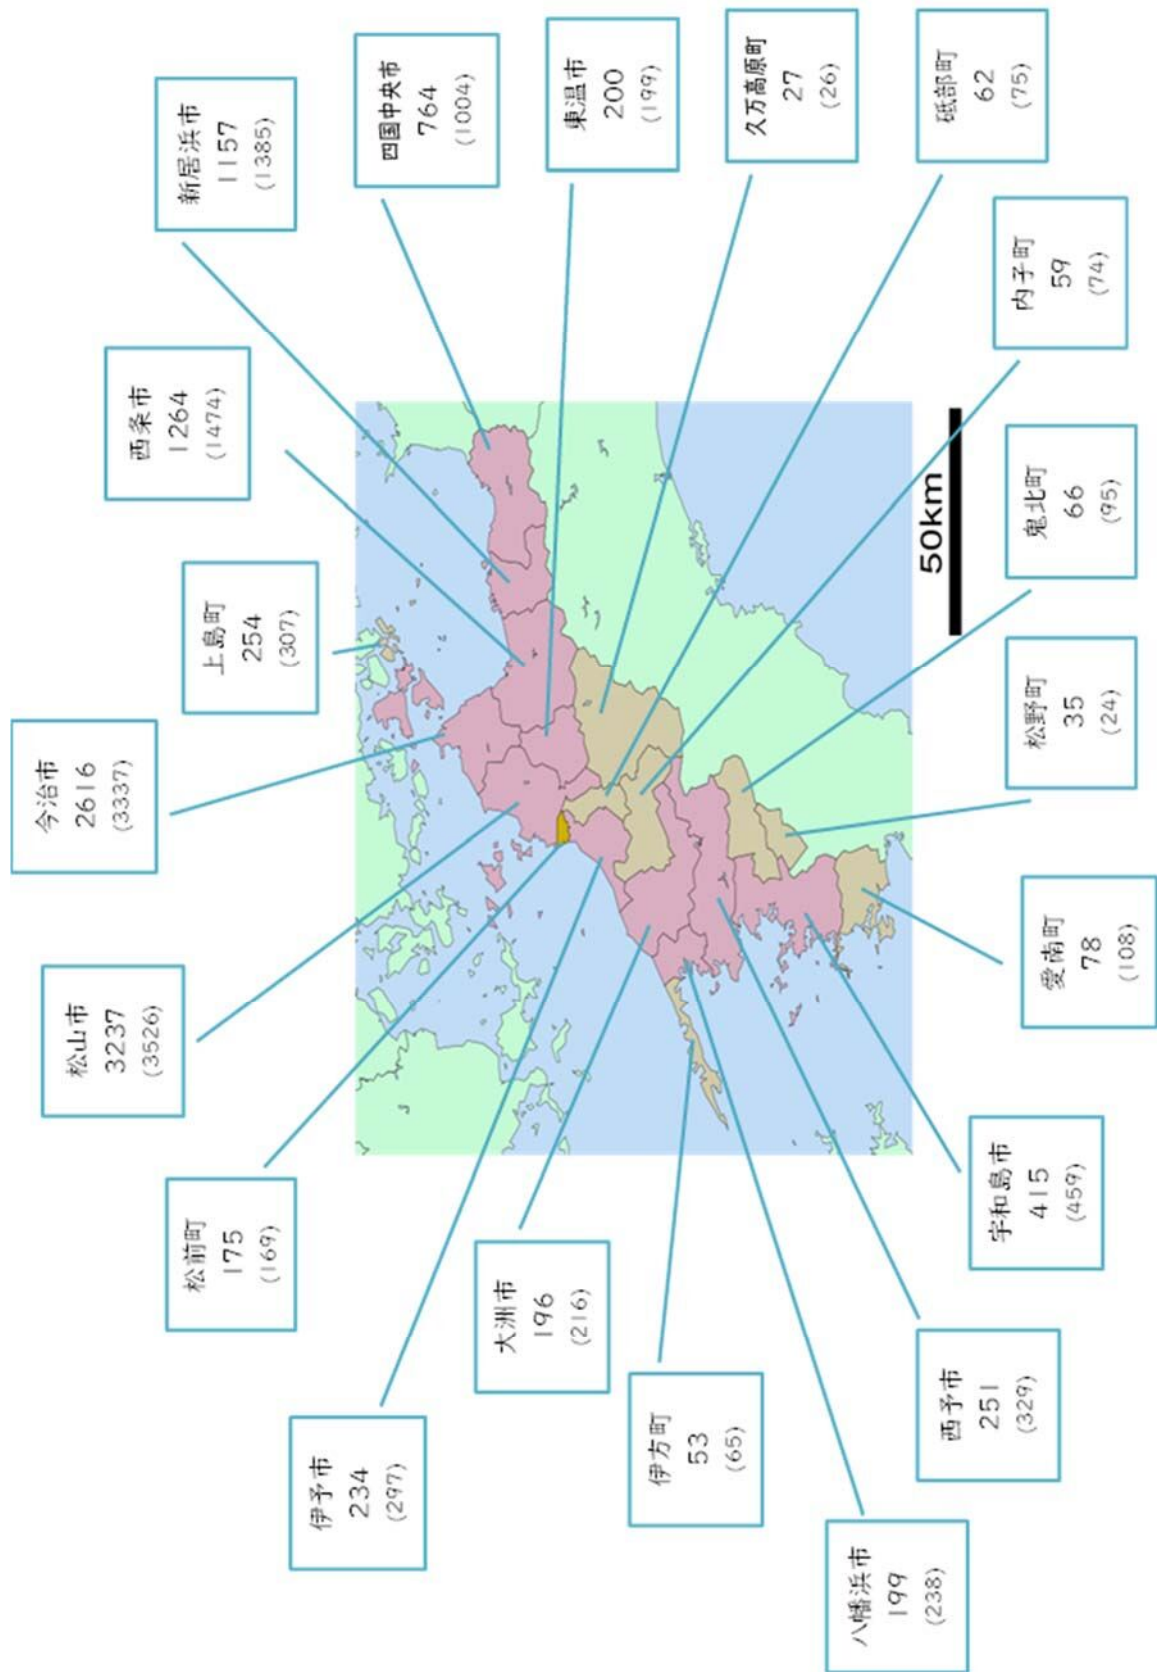 八幡浜市
199
(238)
伊予市
234
(297)
伊方町
53
(65)
西予市
251
(329)
大洲市
196
(216)
松前町
175
(169)
宇和島市
415
(459)
松山市
3237
(3526)
愛南町
78
(108)
今治市
2616
(3337)
松野町
35
(24)
上島町
254
(307)
50km
鬼北町
66
(95)
西条市
1264
(1474)
内子町
59
(74)
新居浜市
1157
(1385)
四国中央市
764
(1004)
東温市
200
(199)
久万高原町
27
(26)
砥部町
62
(75)